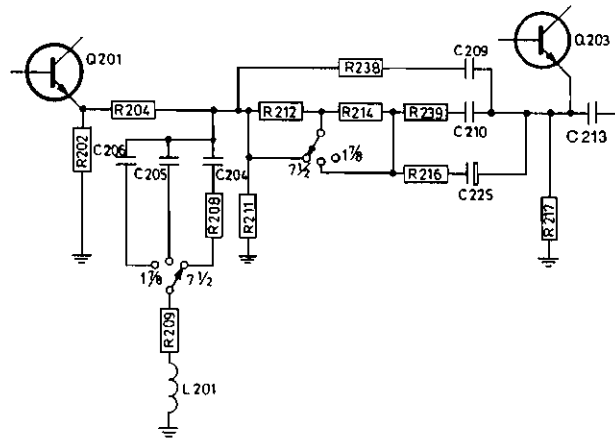 Q201
Q203
C209
R238
R204
R212
R214
R239
C210
C213
R202
C206
C205
C204
7½
1⅞
R216
C225
R208
R211
R217
1⅞
7½
R209
L201